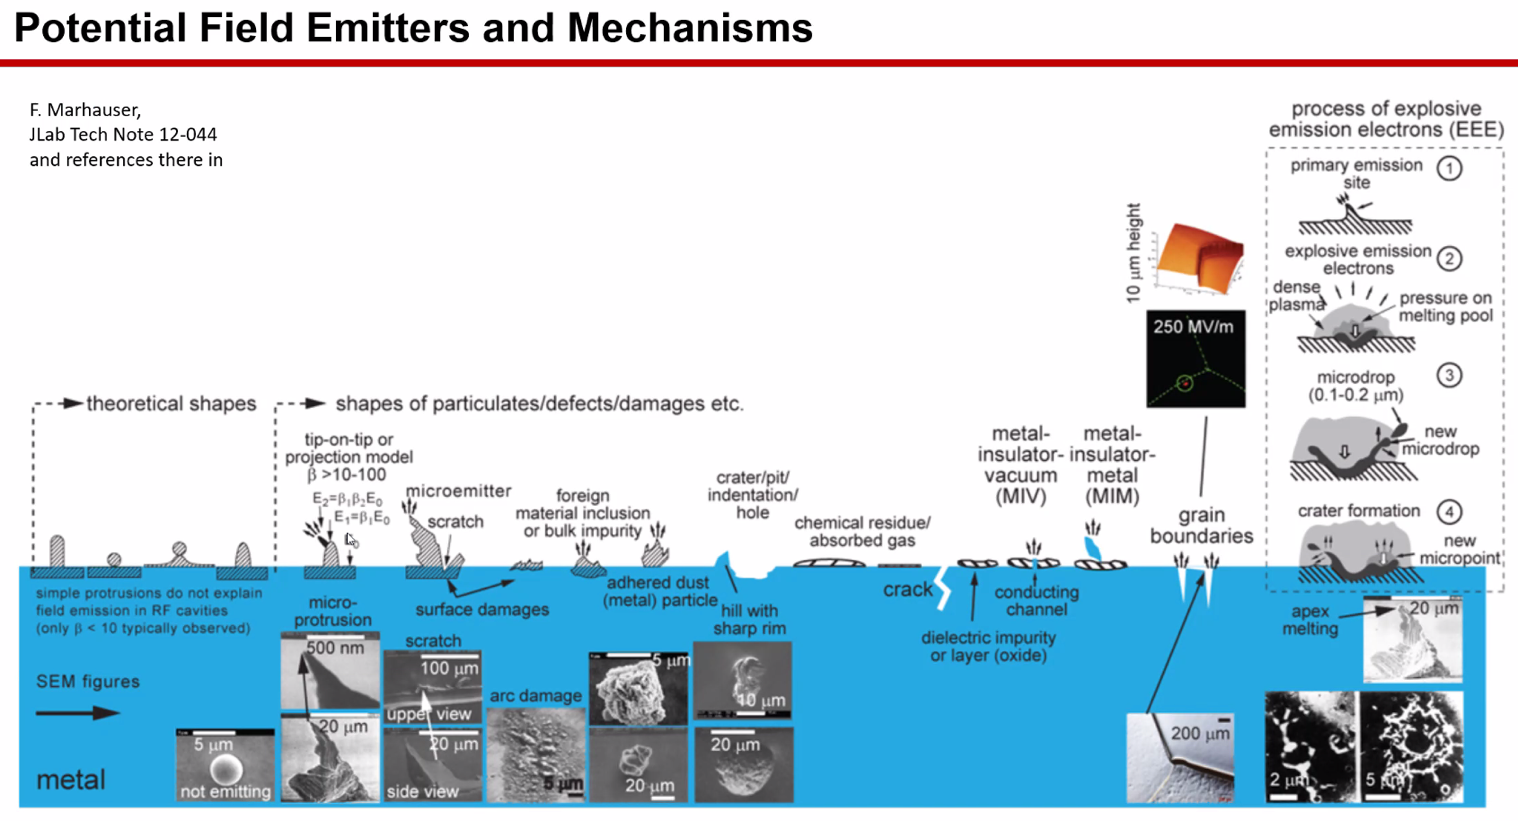 Potential Field Emitters and Mechanisms
F. Marhauser,
JLab Tech Note 12-044
and references there in
process of explosive
emission electrons (EEE)
primary emission
site
1
explosive emission
electrons
2
dense
plasma
pressure on
melting pool
microdrop
(0.1-0.2 µm)
3
new
microdrop
crater formation
4
new
micropoint
10 µm height
250 MV/m
theoretical shapes
shapes of particulates/defects/damages etc.
tip-on-tip or
projection model
β >10-100
E₂=β₁β₂E₀
E₁=β₁E₀
microemitter
scratch
foreign
material inclusion
or bulk impurity
crater/pit/
indentation/
hole
chemical residue/
absorbed gas
metal-
insulator-
vacuum
(MIV)
metal-
insulator-
metal
(MIM)
grain
boundaries
simple protrusions do not explain
field emission in RF cavities
(only β < 10 typically observed)
micro-
protrusion
surface damages
adhered dust
(metal) particle
hill with
sharp rim
crack
conducting
channel
dielectric impurity
or layer (oxide)
apex
melting
20 µm
SEM figures
metal
5 µm
not emitting
500 nm
20 µm
scratch
100 µm
upper view
20 µm
side view
arc damage
5 µm
5 µm
20 µm
10 µm
20 µm
200 µm
2 µm
5 µm